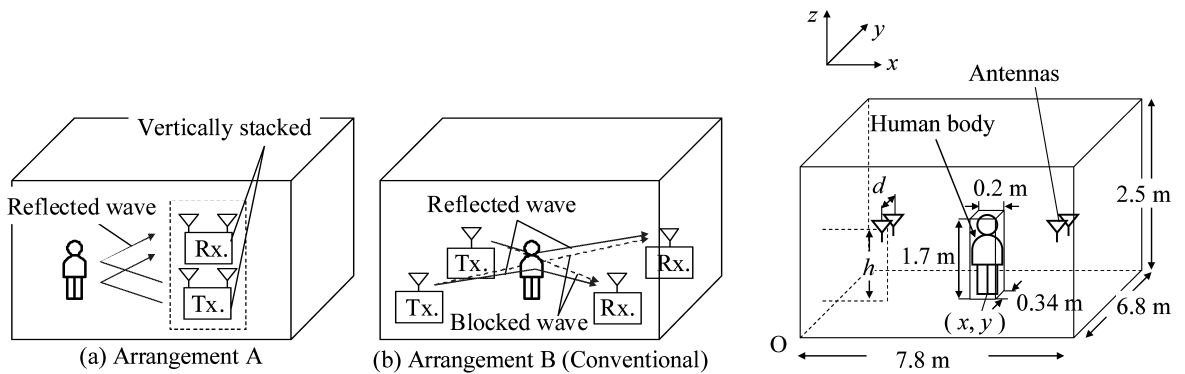 Vertically stacked
Reflected wave
Rx.
Tx.
(a) Arrangement A
Reflected wave
Tx.
Rx.
Tx.
Rx.
Blocked wave
(b) Arrangement B (Conventional)
z
y
x
Antennas
Human body
d
0.2 m
2.5 m
h
1.7 m
0.34 m
6.8 m
(x, y)
O
7.8 m